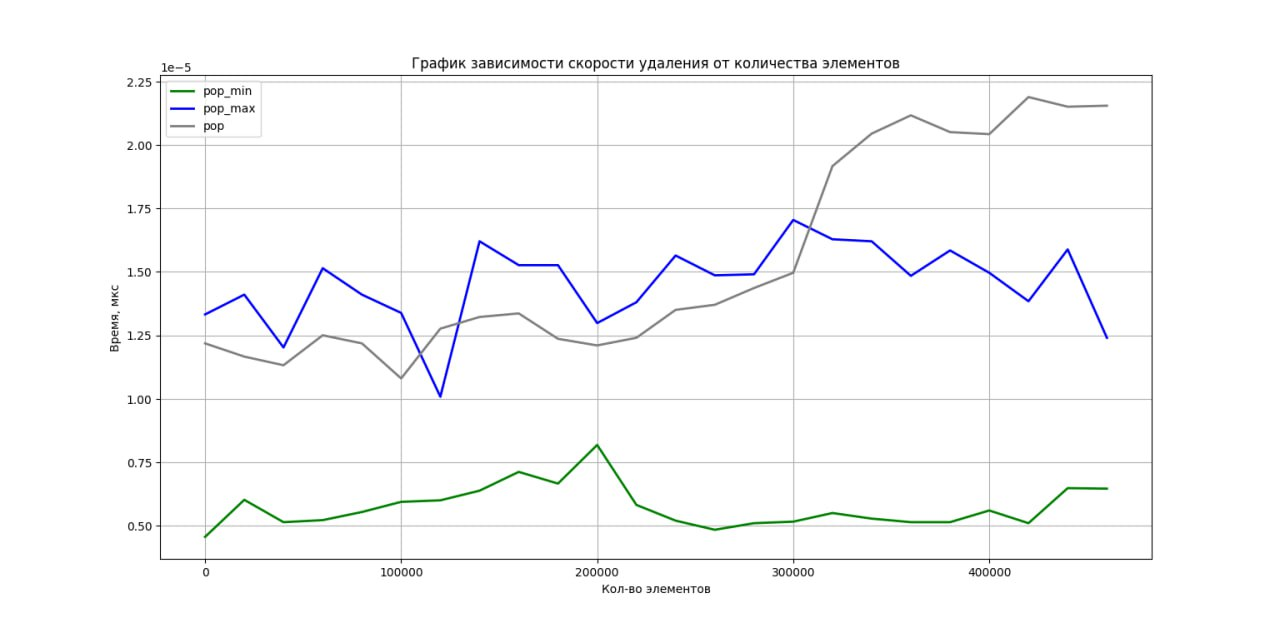 График зависимости скорости удаления от количества элементов
1e−5
2.25
2.00
1.75
1.50
1.25
1.00
0.75
0.50
pop_min
pop_max
pop
Время, мкс
0 100000 200000 300000 400000
Кол-во элементов